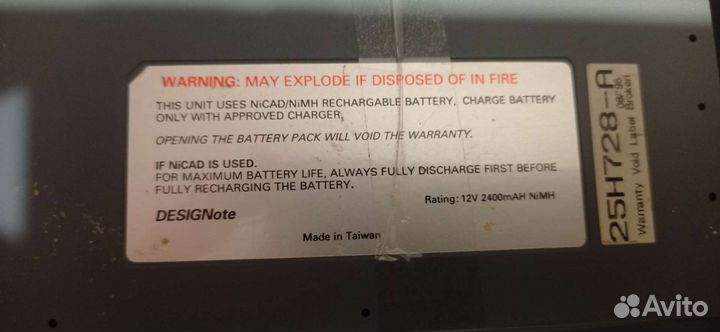 WARNING: MAY EXPLODE IF DISPOSED OF IN FIRE
THIS UNIT USES NiCAD/NiMH RECHARGABLE BATTERY, CHARGE BATTERY
ONLY WITH APPROVED CHARGER,
OPENING THE BATTERY PACK WILL VOID THE WARRANTY.
IF NiCAD IS USED.
FOR MAXIMUM BATTERY LIFE, ALWAYS FULLY DISCHARGE FIRST BEFORE
FULLY RECHARGING THE BATTERY.
Rating: 12V 2400mAH NiMH
DESIGNote
Made in Taiwan
25H728-A
08/95
Warranty Void Label Broken
Avito